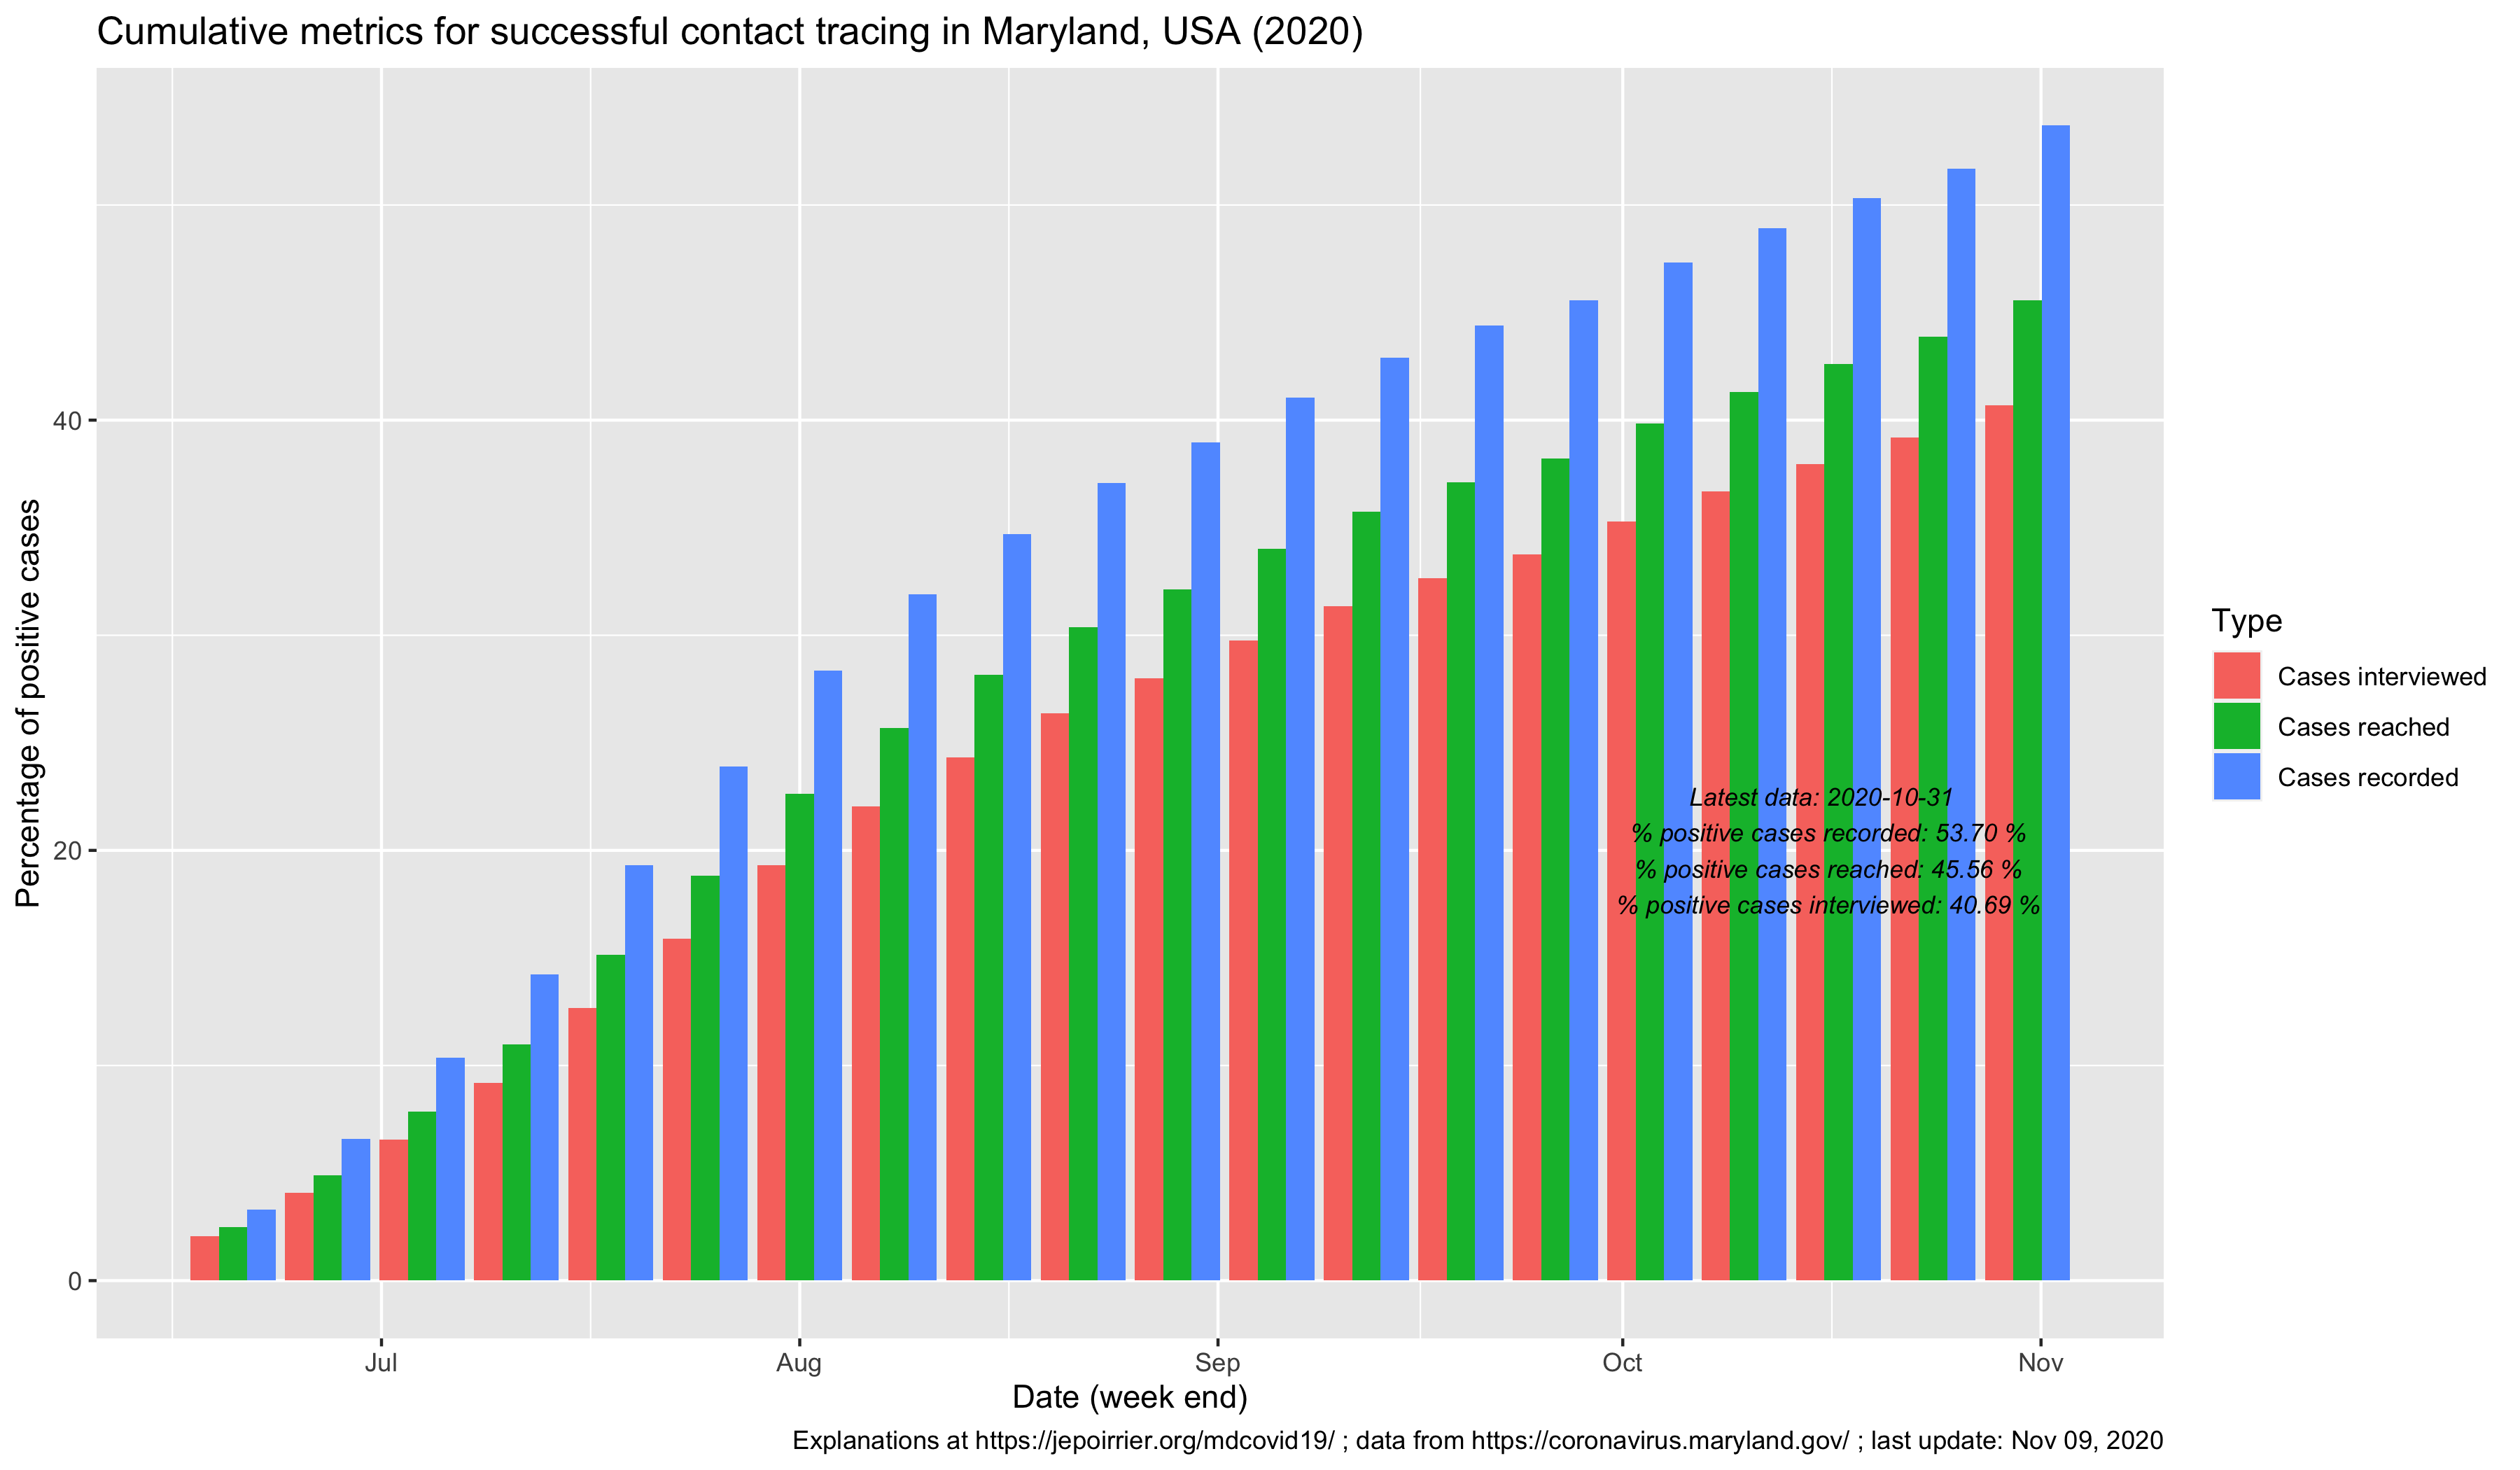 Cumulative metrics for successful contact tracing in Maryland, USA (2020)
Percentage of positive cases
40
20
0
Latest data: 2020-10-31
% positive cases recorded: 53.70 %
% positive cases reached: 45.56 %
% positive cases interviewed: 40.69 %
Type
Cases interviewed
Cases reached
Cases recorded
Jul Aug Sep Oct Nov
Date (week end)
Explanations at https://jepoirrier.org/mdcovid19/ ; data from https://coronavirus.maryland.gov/ ; last update: Nov 09, 2020